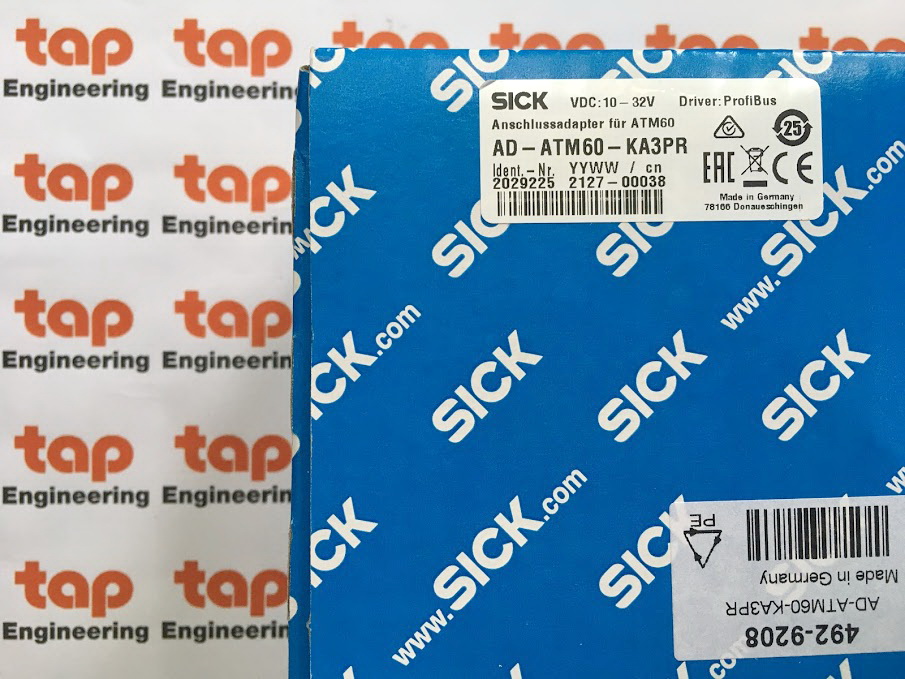 tap
Engineering
tap
Engineering
tap
Engineering
tap
Engineering
tap
Engineering
tap
Engineering
tap
Engineering
tap
Engineering
tap
Engineering
tap
Engineering
SICK VDC:10-32V Driver:ProfiBus
Anschlussadapter für ATM60
AD-ATM60-KA3PR
Ident.-Nr. YYWW / cn
2029225 2127-00038
25
EAC CE
Made in Germany
78166 Donaueschingen
SICK
SICK
www.SICK.com
SICK.com
SICK
SICK
SICK
www.SICK.com
SICK
PE
Made in Germany
AD-ATM60-KA3PR
492-9208